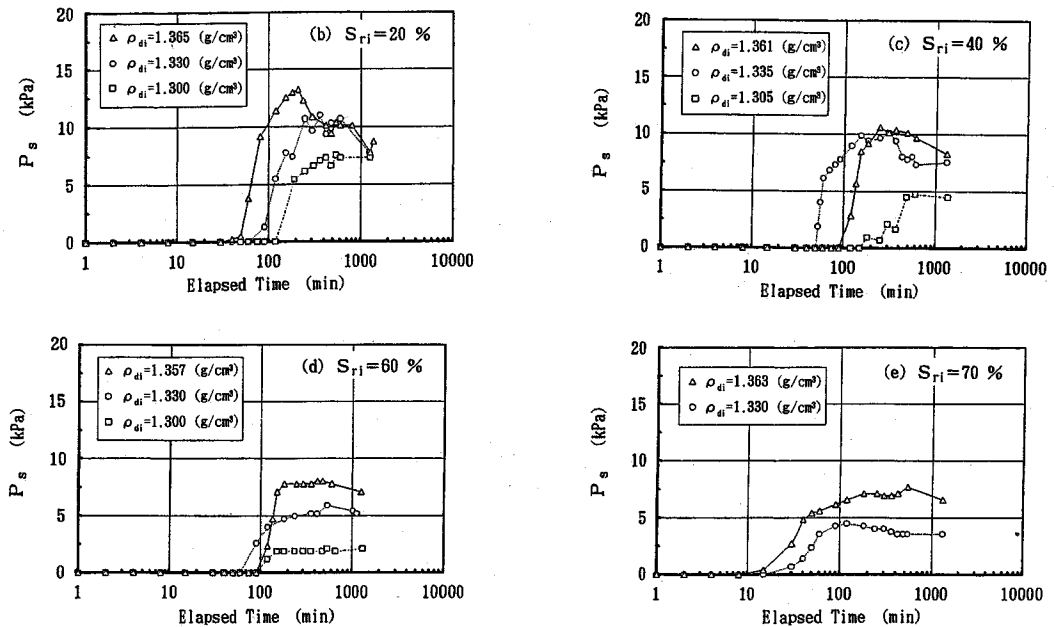 (b) Sri=20 %
△ ρdi=1.365 (g/cm³)
○ ρdi=1.330 (g/cm³)
□ ρdi=1.300 (g/cm³)
20
15
10
5
0
Ps (kPa)
1 10 100 1000 10000
Elapsed Time (min)
(c) Sri=40 %
△ ρdi=1.361 (g/cm³)
○ ρdi=1.335 (g/cm³)
□ ρdi=1.305 (g/cm³)
20
15
10
5
0
Ps (kPa)
1 10 100 1000 10000
Elapsed Time (min)
(d) Sri=60 %
△ ρdi=1.357 (g/cm³)
○ ρdi=1.330 (g/cm³)
□ ρdi=1.300 (g/cm³)
20
15
10
5
0
Ps (kPa)
1 10 100 1000 10000
Elapsed Time (min)
(e) Sri=70 %
△ ρdi=1.363 (g/cm³)
○ ρdi=1.330 (g/cm³)
20
15
10
5
0
Ps (kPa)
1 10 100 1000 10000
Elapsed Time (min)